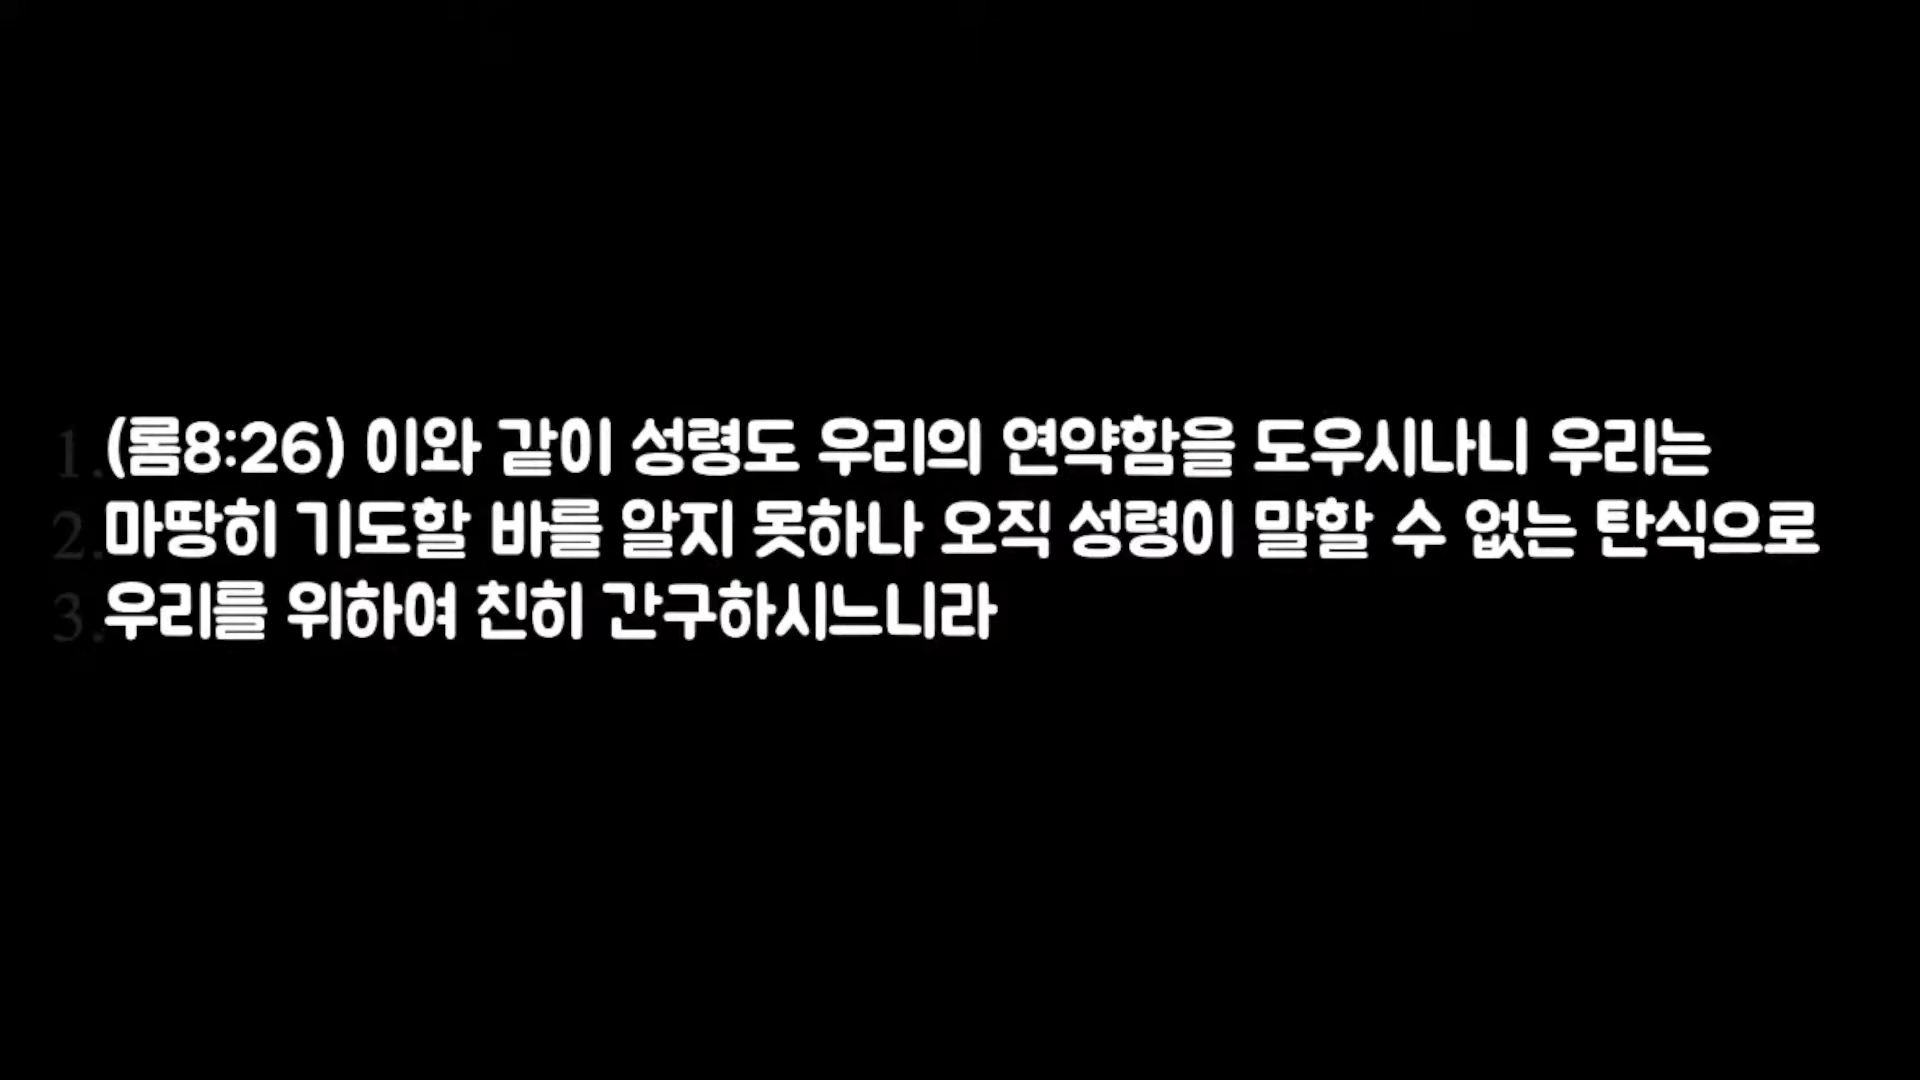 1. (롬8:26) 이와 같이 성령도 우리의 연약함을 도우시나니 우리는
2. 마땅히 기도할 바를 알지 못하나 오직 성령이 말할 수 없는 탄식으로
3. 우리를 위하여 친히 간구하시느니라